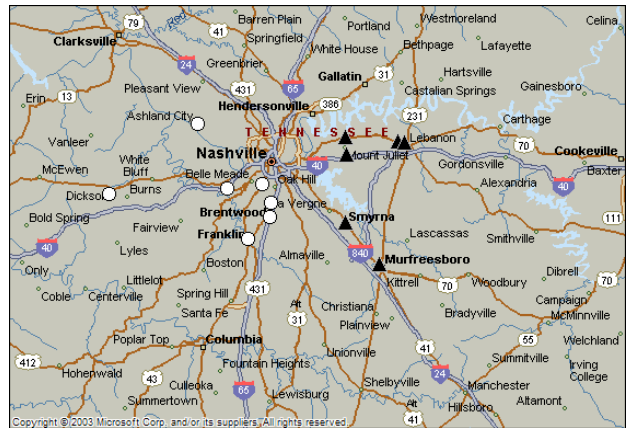 79
41
Barren Plain
Portland
Westmoreland
Celina
Red
Clarksville
Springfield
White House
Bethpage
Lafayette
24
Greenbrier
Pleasant View
431
65
Gallatin
31
Hartsville
Erin
13
Hendersonville
386
Castalian Springs
Gainesboro
Ashland City
231
Carthage
TENNESSEE
Vanleer
Lebanon
70
McEwen
White
Bluff
Nashville
40
Mount Juliet
Gordonsville
Cookeville
Baxter
Belle Meade
Oak Hill
Alexandria
40
Dickson
Burns
Bold Spring
Brentwood
a Vergne
Smyrna
111
Fairview
Franklin
Lascassas
Smithville
40
Lyles
Almaville
840
Murfreesboro
Only
Boston
Dibrell
Littlelot
Kittrell
Woodbury
70
Coble
Centerville
Spring Hill
431
Alt
31
Christiana
Bradyville
Campaign
McMinnville
Santa Fe
Plainview
Poplar Top
Columbia
55
Welchland
412
Unionville
41
Hohenwald
Fountain Heights
Summitville
Irving
College
43
Culleoka
24
Shelbyville
Manchester
Summertown
65
Lewisburg
41
Hillsboro
Altamont
Copyright © 2003 Microsoft Corp. and/or its suppliers. All rights reserved.